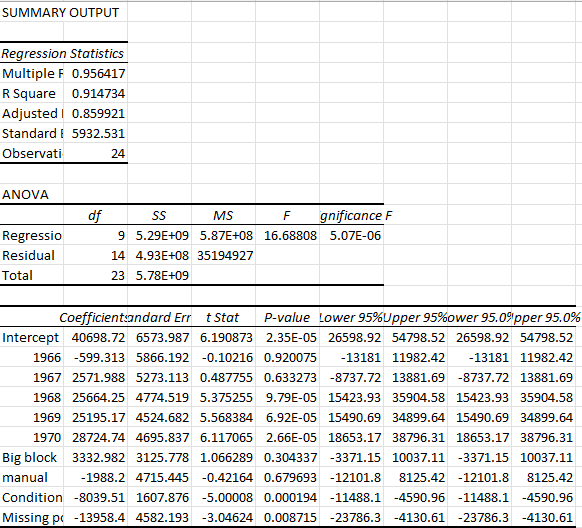 SUMMARY OUTPUT
Regression Statistics
Multiple R 0.956417
R Square 0.914734
Adjusted 0.859921
Standard E 5932.531
Observati 24
ANOVA
df SS MS F gnificance F
Regressio 9 5.29E+09 5.87E+08 16.68808 5.07E-06
Residual 14 4.93E+08 35194927
Total 23 5.78E+09
Coefficients andard Err t Stat P-value Lower 95% Upper 95% ower 95.0% pper 95.0%
Intercept 40698.72 6573.987 6.190873 2.35E-05 26598.92 54798.52 26598.92 54798.52
1966 -599.313 5866.192 -0.10216 0.920075 -13181 11982.42 -13181 11982.42
1967 2571.988 5273.113 0.487755 0.633273 -8737.72 13881.69 -8737.72 13881.69
1968 25664.25 4774.519 5.375255 9.79E-05 15423.93 35904.58 15423.93 35904.58
1969 25195.17 4524.682 5.568384 6.92E-05 15490.69 34899.64 15490.69 34899.64
1970 28724.74 4695.837 6.117065 2.66E-05 18653.17 38796.31 18653.17 38796.31
Big block 3332.982 3125.778 1.066289 0.304337 -3371.15 10037.11 -3371.15 10037.11
manual -1988.2 4715.445 -0.42164 0.679693 -12101.8 8125.42 -12101.8 8125.42
Condition -8039.51 1607.876 -5.00008 0.000194 -11488.1 -4590.96 -11488.1 -4590.96
Missing pa -13958.4 4582.193 -3.04624 0.008715 -23786.3 -4130.61 -23786.3 -4130.61